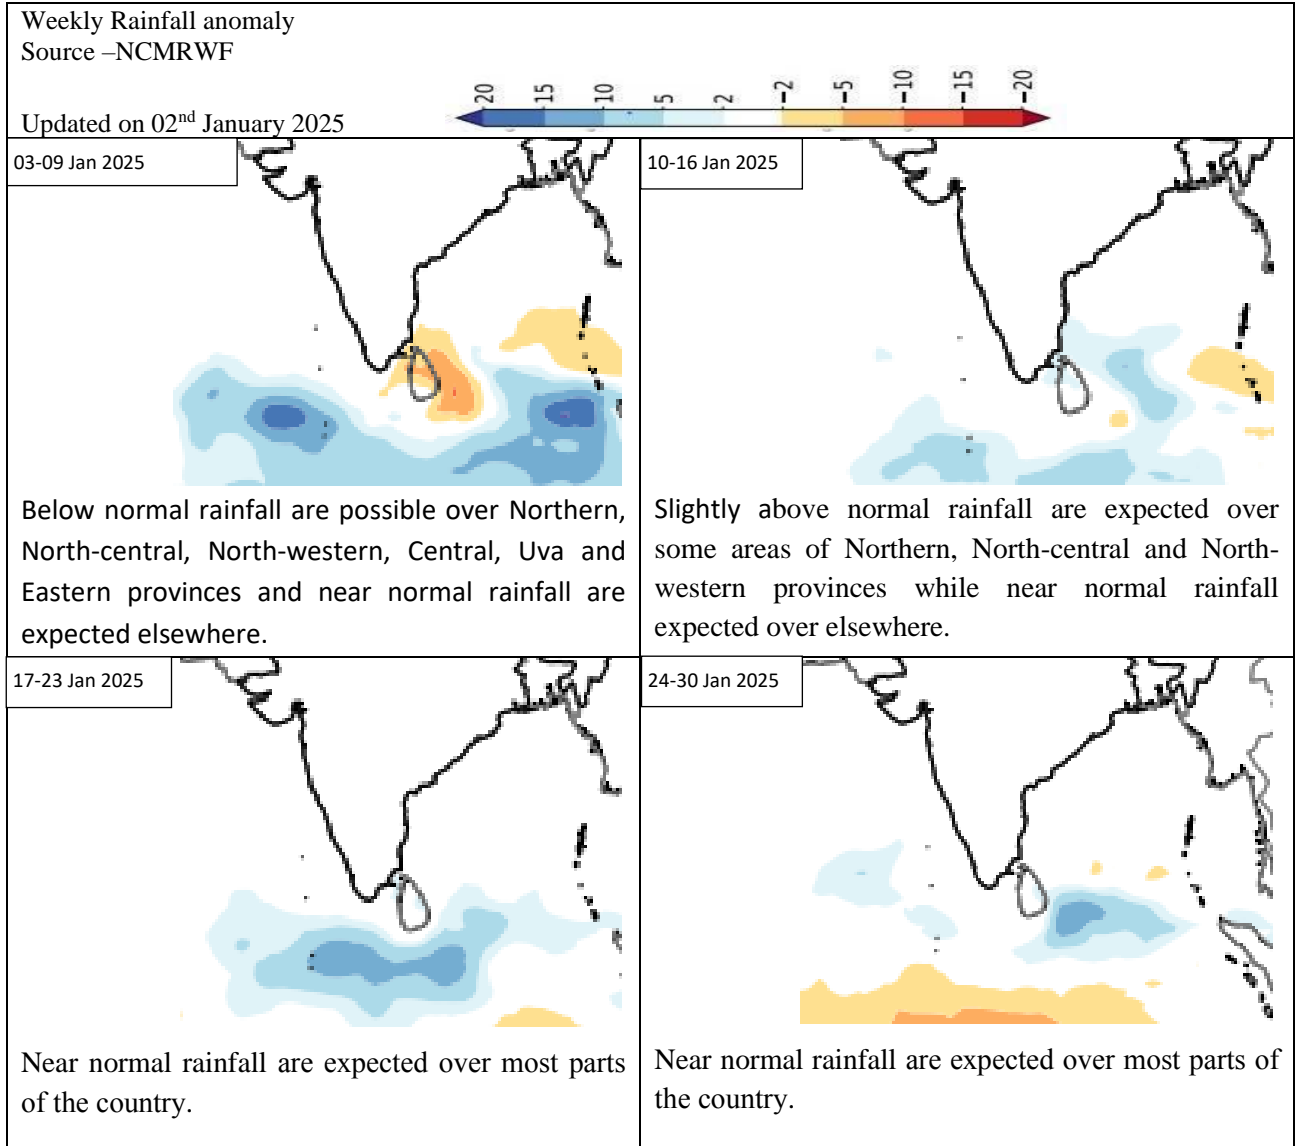 Weekly Rainfall anomaly
Source –NCMRWF
Updated on 02nd January 2025
20 15 10 5 2 -2 -5 -10 -15 -20
03-09 Jan 2025
Below normal rainfall are possible over Northern,
North-central, North-western, Central, Uva and
Eastern provinces and near normal rainfall are
expected elsewhere.
10-16 Jan 2025
Slightly above normal rainfall are expected over
some areas of Northern, North-central and North-
western provinces while near normal rainfall
expected over elsewhere.
17-23 Jan 2025
Near normal rainfall are expected over most parts
of the country.
24-30 Jan 2025
Near normal rainfall are expected over most parts of
the country.